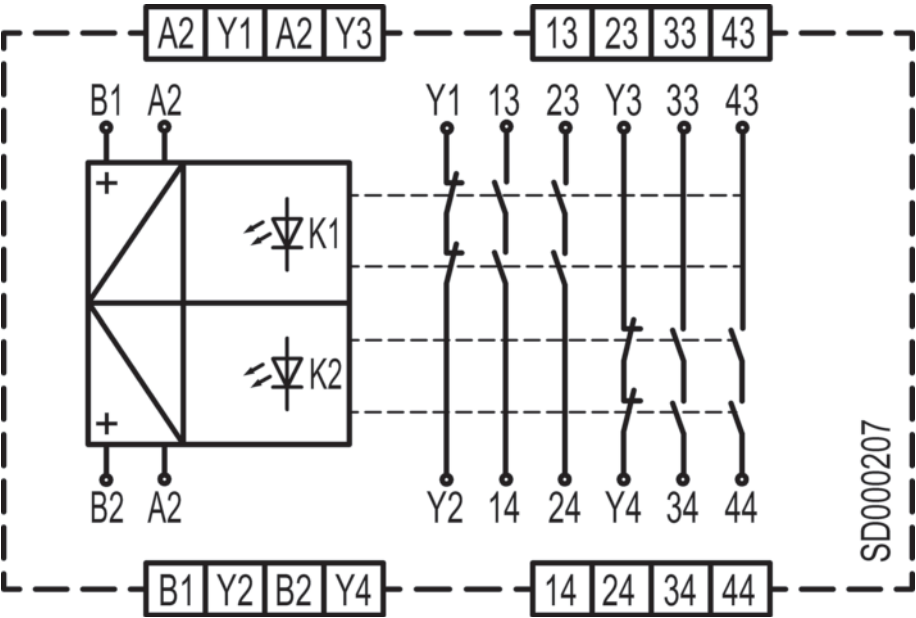 A2 Y1 A2 Y3 13 23 33 43
B1 A2 Y1 13 23 Y3 33 43
+
K1
K2
+
B2 A2 Y2 14 24 Y4 34 44
SD000207
B1 Y2 B2 Y4 14 24 34 44